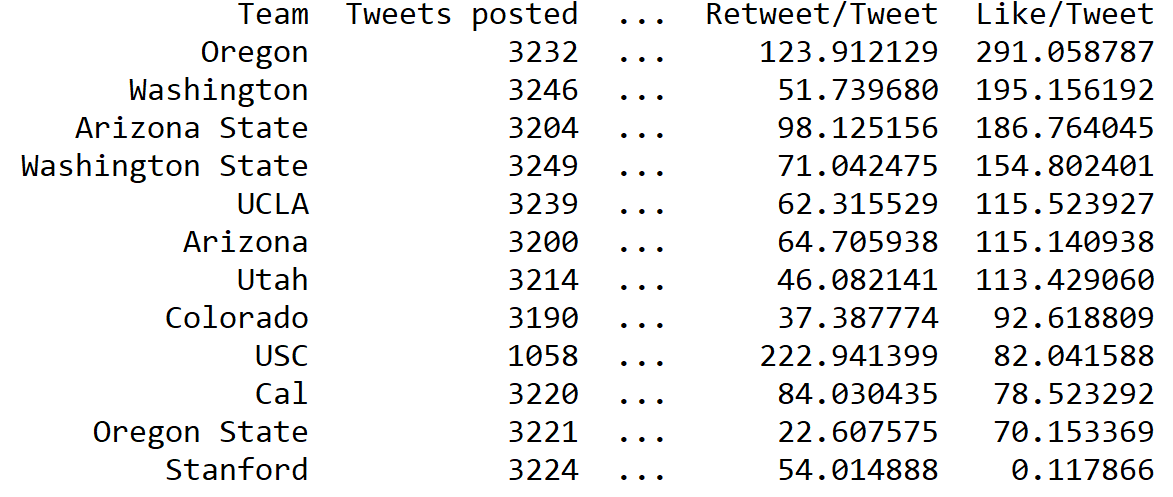 Team Tweets posted ... Retweet/Tweet Like/Tweet
Oregon 3232 ... 123.912129 291.058787
Washington 3246 ... 51.739680 195.156192
Arizona State 3204 ... 98.125156 186.764045
Washington State 3249 ... 71.042475 154.802401
UCLA 3239 ... 62.315529 115.523927
Arizona 3200 ... 64.705938 115.140938
Utah 3214 ... 46.082141 113.429060
Colorado 3190 ... 37.387774 92.618809
USC 1058 ... 222.941399 82.041588
Cal 3220 ... 84.030435 78.523292
Oregon State 3221 ... 22.607575 70.153369
Stanford 3224 ... 54.014888 0.117866